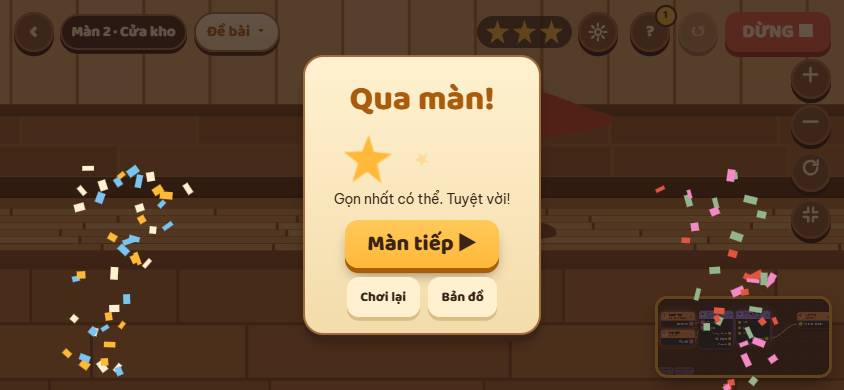 Màn 2 · Cửa kho
Đề bài
?
1
DỪNG
Qua màn!
Gọn nhất có thể. Tuyệt vời!
Màn tiếp
Chơi lại
Bản đồ